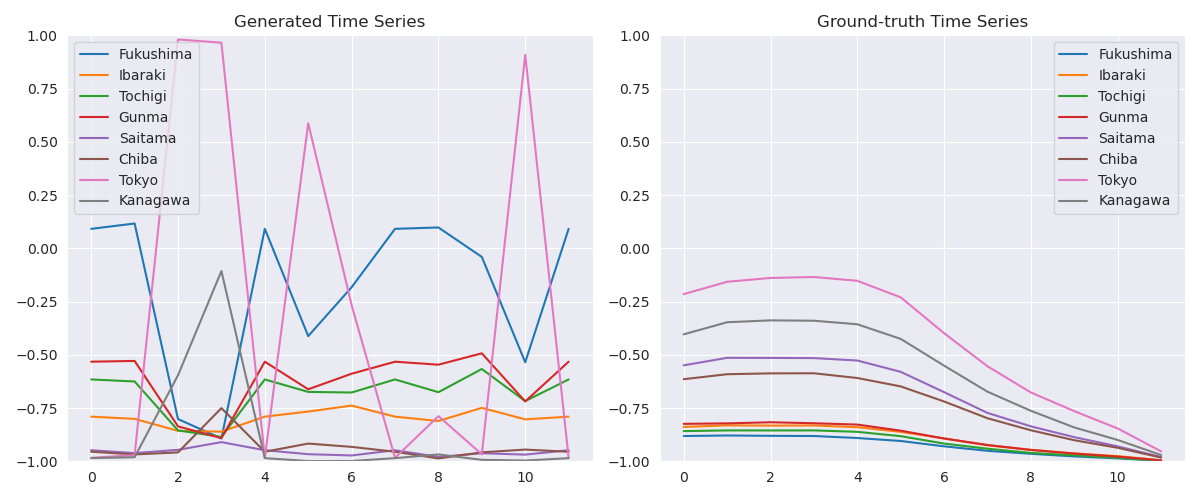 Generated Time Series
1.00
0.75
0.50
0.25
0.00
−0.25
−0.50
−0.75
−1.00
0 2 4 6 8 10
Fukushima
Ibaraki
Tochigi
Gunma
Saitama
Chiba
Tokyo
Kanagawa
Ground-truth Time Series
1.00
0.75
0.50
0.25
0.00
−0.25
−0.50
−0.75
−1.00
0 2 4 6 8 10
Fukushima
Ibaraki
Tochigi
Gunma
Saitama
Chiba
Tokyo
Kanagawa